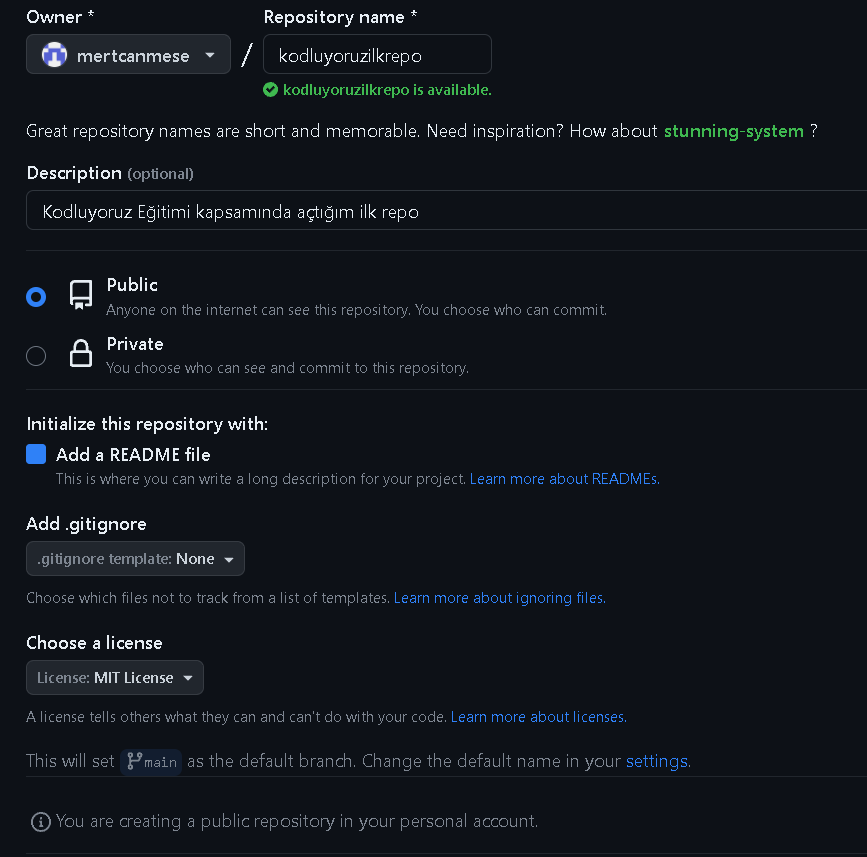 Owner * Repository name *
mertcanmese / kodluyoruzilkrepo
kodluyoruzilkrepo is available.
Great repository names are short and memorable. Need inspiration? How about stunning-system ?
Description (optional)
Kodluyoruz Eğitimi kapsamında açtığım ilk repo
Public
Anyone on the internet can see this repository. You choose who can commit.
Private
You choose who can see and commit to this repository.
Initialize this repository with:
Add a README file
This is where you can write a long description for your project. Learn more about READMEs.
Add .gitignore
.gitignore template: None
Choose which files not to track from a list of templates. Learn more about ignoring files.
Choose a license
License: MIT License
A license tells others what they can and can't do with your code. Learn more about licenses.
This will set main as the default branch. Change the default name in your settings.
You are creating a public repository in your personal account.